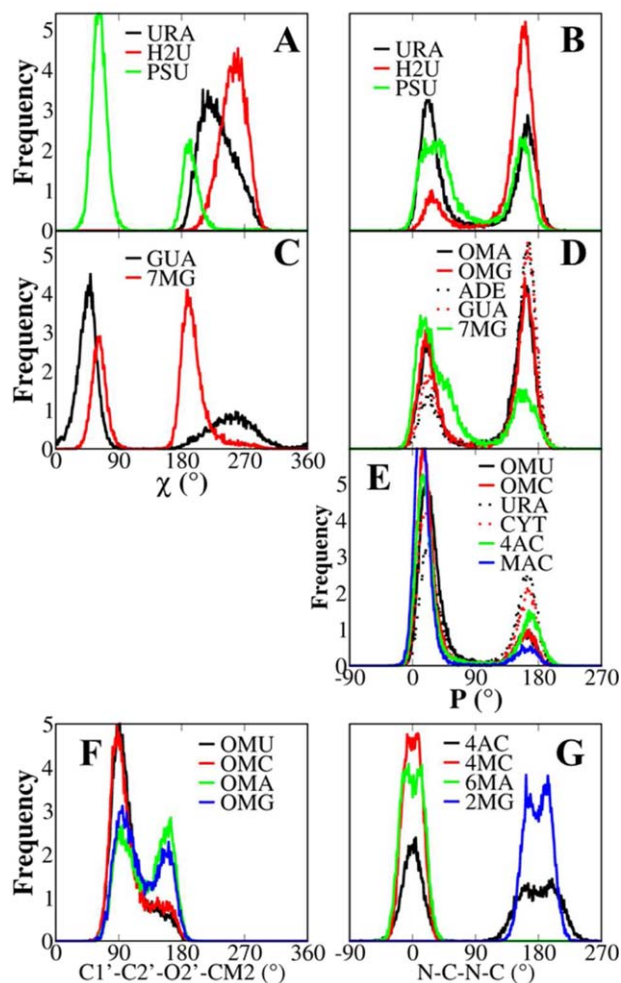 A
URA
H2U
PSU
B
URA
H2U
PSU
Frequency
5
4
3
2
1
0
C
GUA
7MG
D
OMA
OMG
ADE
GUA
7MG
Frequency
5
4
3
2
1
0
0 90 180 270 360
χ (°)
E
OMU
OMC
URA
CYT
4AC
MAC
Frequency
5
4
3
2
1
0
-90 0 90 180 270
P (°)
F
OMU
OMC
OMA
OMG
G
4AC
4MC
6MA
2MG
Frequency
5
4
3
2
1
0
0 90 180 270 360
C1'-C2'-O2'-CM2 (°)
-90 0 90 180 270
N-C-N-C (°)